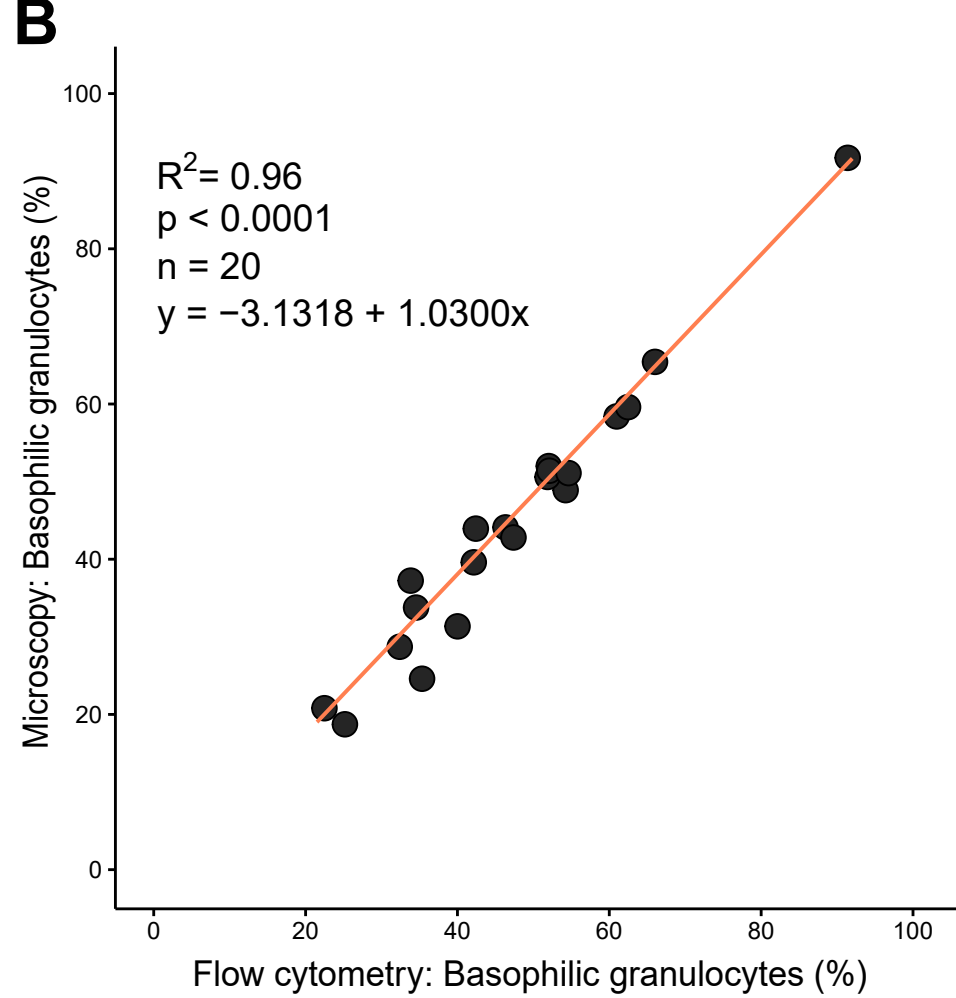 B
R²= 0.96
p < 0.0001
n = 20
y = −3.1318 + 1.0300x
Microscopy: Basophilic granulocytes (%)
100
80
60
40
20
0
0 20 40 60 80 100
Flow cytometry: Basophilic granulocytes (%)